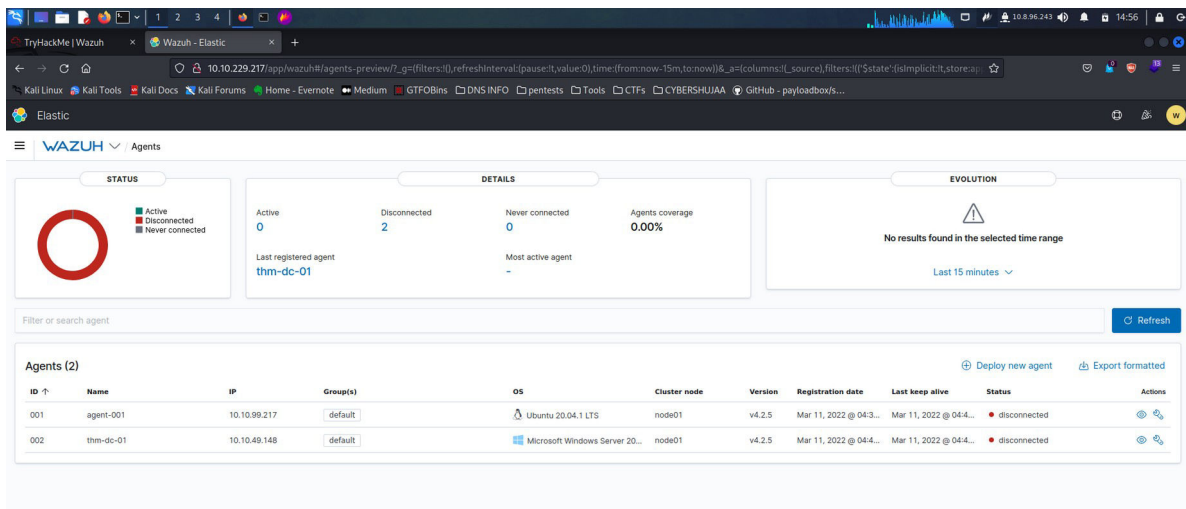 1 2 3 4
10.8.96.243 14:56
TryHackMe | Wazuh × Wazuh - Elastic × +
10.10.229.217/app/wazuh#/agents-preview/?_g=(filters:!(),refreshInterval:(pause:!t,value:0),time:(from:now-15m,to:now))&_a=(columns:!(_source),filters:!(('$state':(isImplicit:!t,store:ap
Kali Linux Kali Tools Kali Docs Kali Forums Home - Evernote Medium GTFOBins DNS INFO pentests Tools CTFs CYBERSHUJAA GitHub - payloadbox/s...
Elastic W
WAZUH / Agents
STATUS
Active
Disconnected
Never connected
DETAILS
Active Disconnected Never connected Agents coverage
0 2 0 0.00%
Last registered agent Most active agent
thm-dc-01 -
EVOLUTION
No results found in the selected time range
Last 15 minutes
Filter or search agent Refresh
Agents (2) Deploy new agent Export formatted
ID Name IP Group(s) OS Cluster node Version Registration date Last keep alive Status Actions
001 agent-001 10.10.99.217 default Ubuntu 20.04.1 LTS node01 v4.2.5 Mar 11, 2022 @ 04:3... Mar 11, 2022 @ 04:4... disconnected
002 thm-dc-01 10.10.49.148 default Microsoft Windows Server 20... node01 v4.2.5 Mar 11, 2022 @ 04:4... Mar 11, 2022 @ 04:4... disconnected